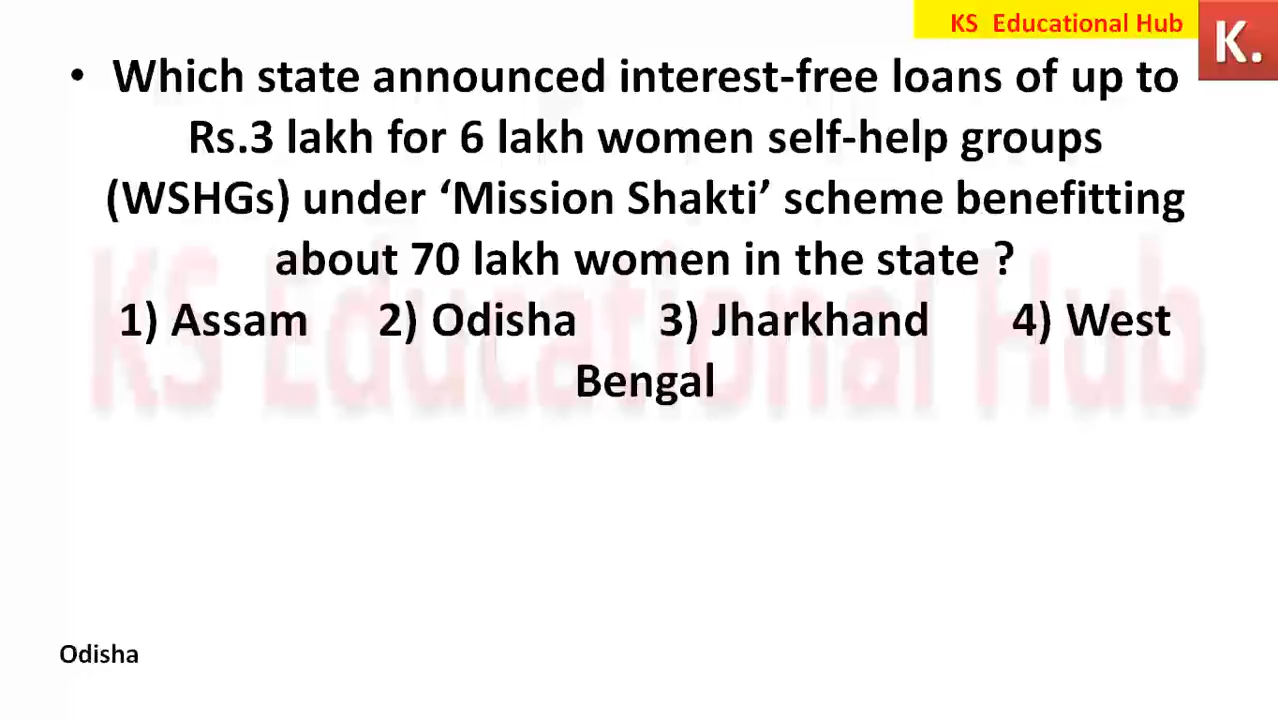 KS Educational Hub
K.
• Which state announced interest-free loans of up to
Rs.3 lakh for 6 lakh women self-help groups
(WSHGs) under ‘Mission Shakti’ scheme benefitting
about 70 lakh women in the state ?
1) Assam 2) Odisha 3) Jharkhand 4) West
Bengal
KS Educational Hub
Odisha